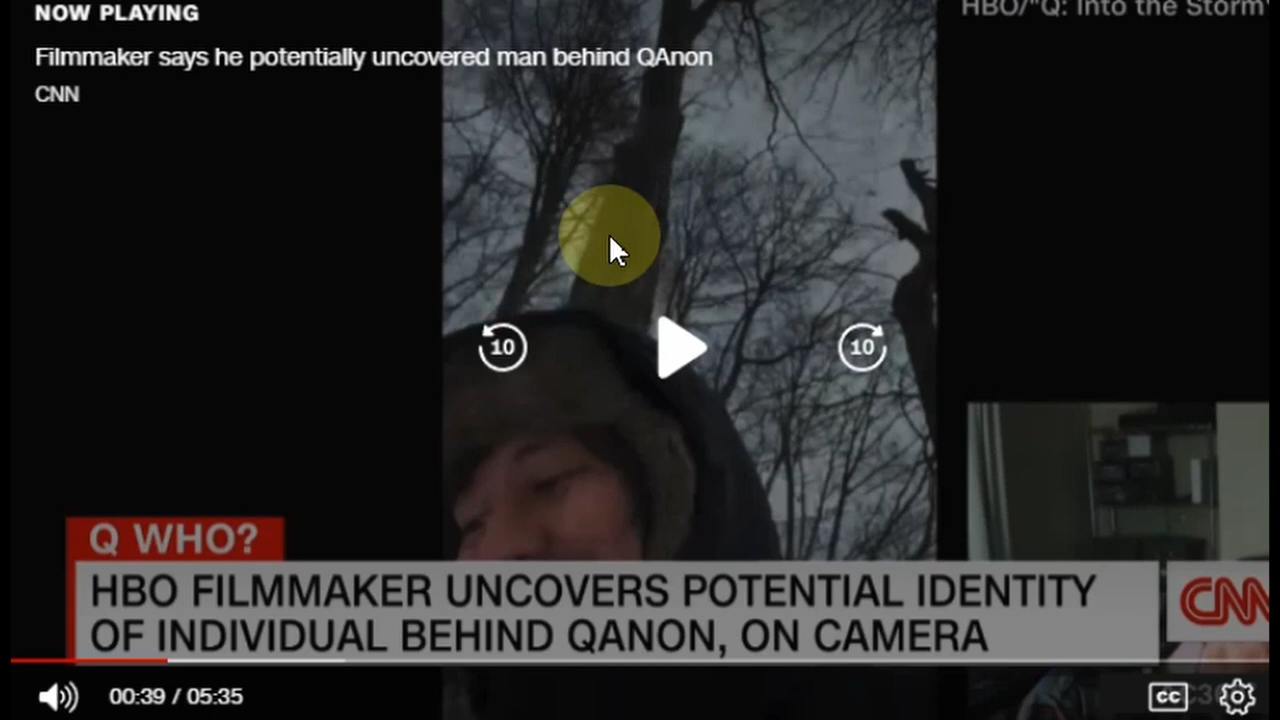 NOW PLAYING
HBO/"Q: Into the Storm"
Filmmaker says he potentially uncovered man behind QAnon
CNN
10
10
Q WHO?
HBO FILMMAKER UNCOVERS POTENTIAL IDENTITY
OF INDIVIDUAL BEHIND QANON, ON CAMERA
CNN
00:39 / 05:35
CC